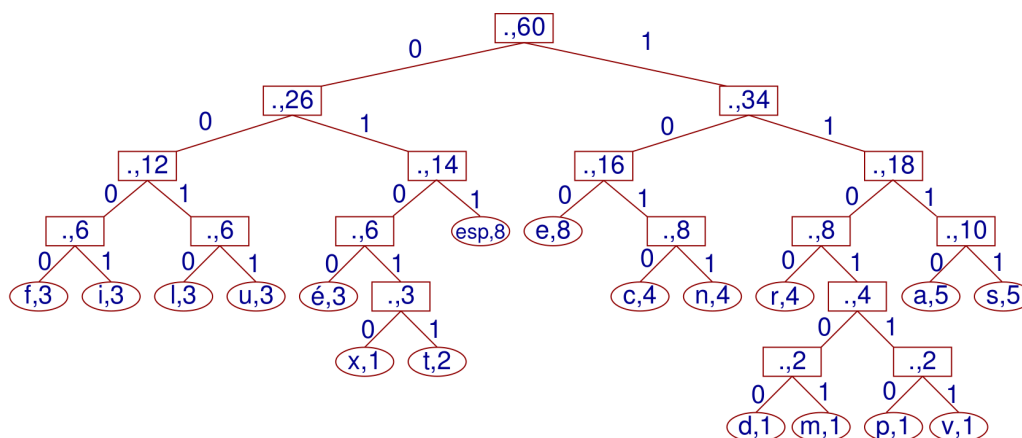 .,60
0 1
.,26 .,34
0 1 0 1
.,12 .,14 .,16 .,18
0 1 0 1 0 1 0 1
.,6 .,6 .,6 esp,8 e,8 .,8 .,8 .,10
0 1 0 1 0 1 0 1 0 1 0 1
f,3 i,3 l,3 u,3 é,3 .,3 c,4 n,4 r,4 .,4 a,5 s,5
0 1 0 1
x,1 t,2 .,2 .,2
0 1 0 1
d,1 m,1 p,1 v,1